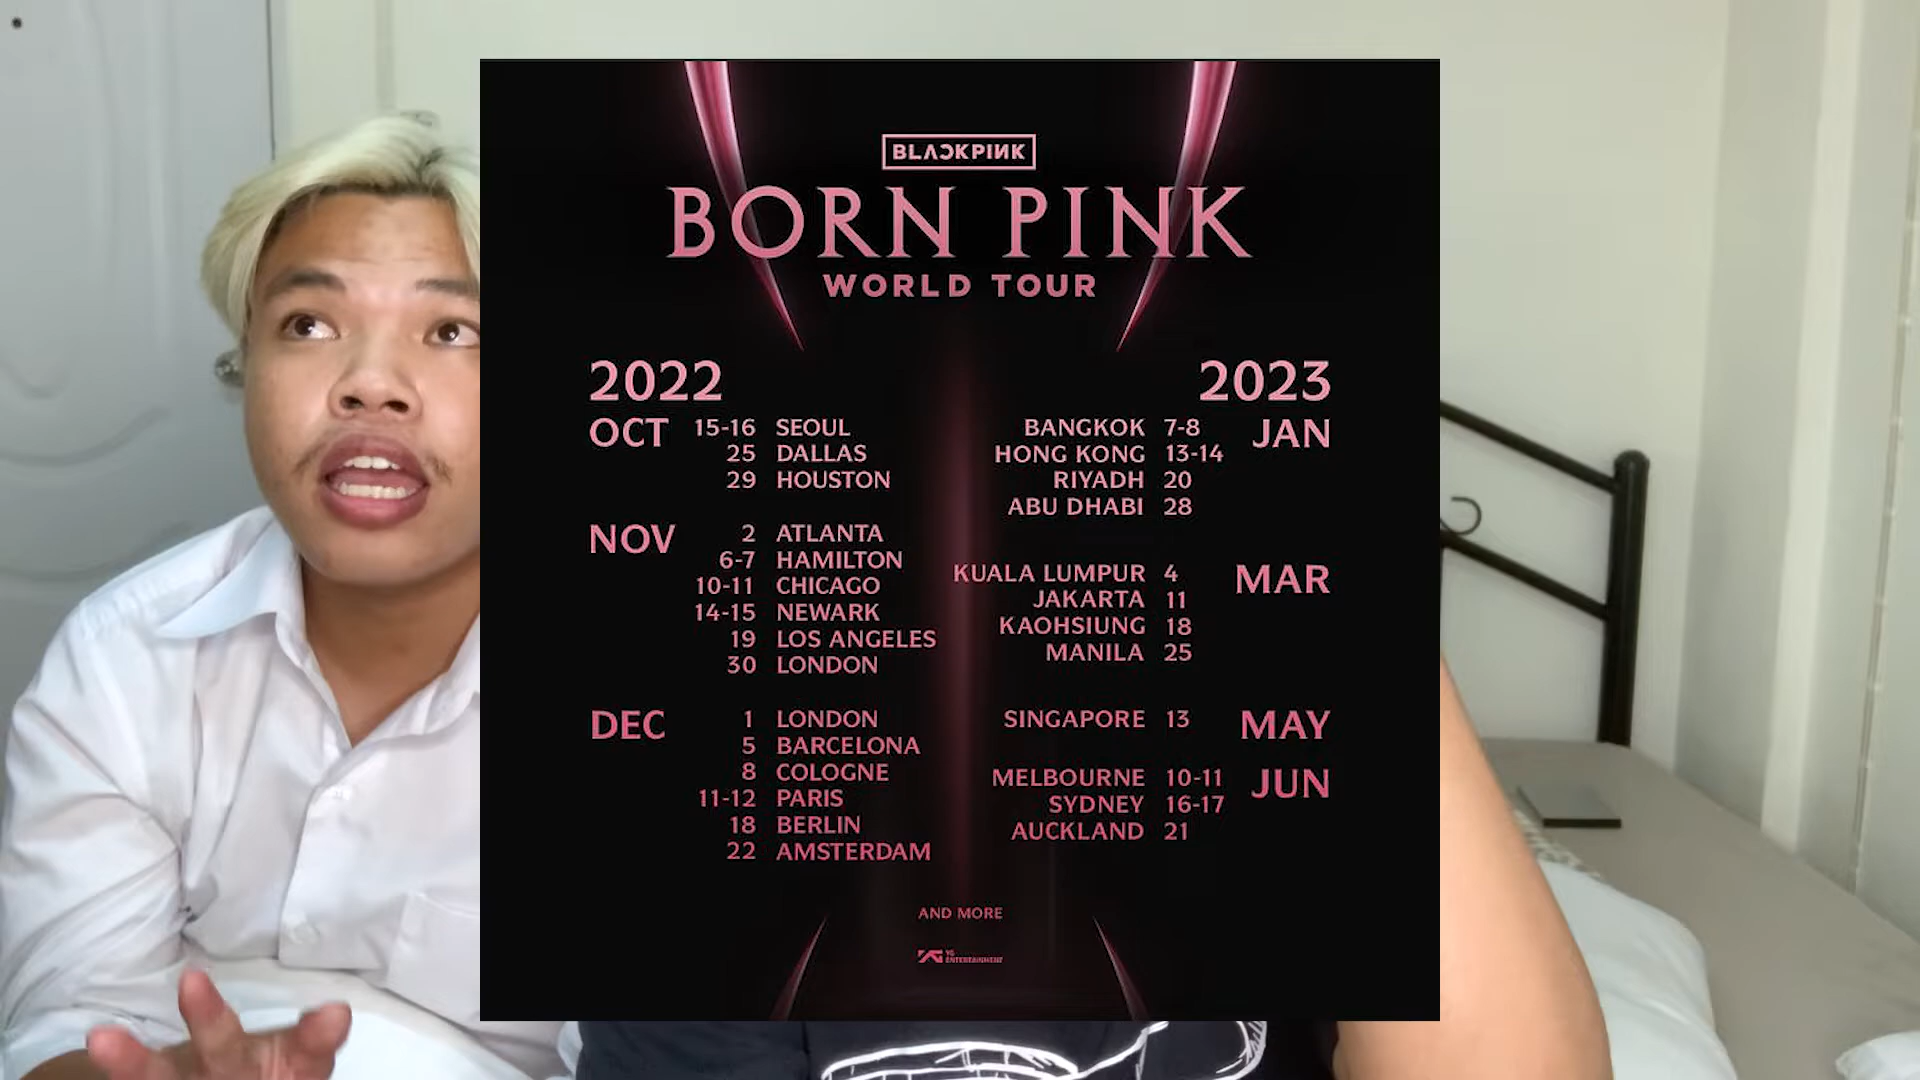 BLACKPINK
BORN PINK
WORLD TOUR
2022
OCT 15-16 SEOUL
25 DALLAS
29 HOUSTON
NOV 2 ATLANTA
6-7 HAMILTON
10-11 CHICAGO
14-15 NEWARK
19 LOS ANGELES
30 LONDON
DEC 1 LONDON
5 BARCELONA
8 COLOGNE
11-12 PARIS
18 BERLIN
22 AMSTERDAM
2023
BANGKOK 7-8 JAN
HONG KONG 13-14
RIYADH 20
ABU DHABI 28
KUALA LUMPUR 4 MAR
JAKARTA 11
KAOHSIUNG 18
MANILA 25
SINGAPORE 13 MAY
MELBOURNE 10-11 JUN
SYDNEY 16-17
AUCKLAND 21
AND MORE
YG
ENTERTAINMENT